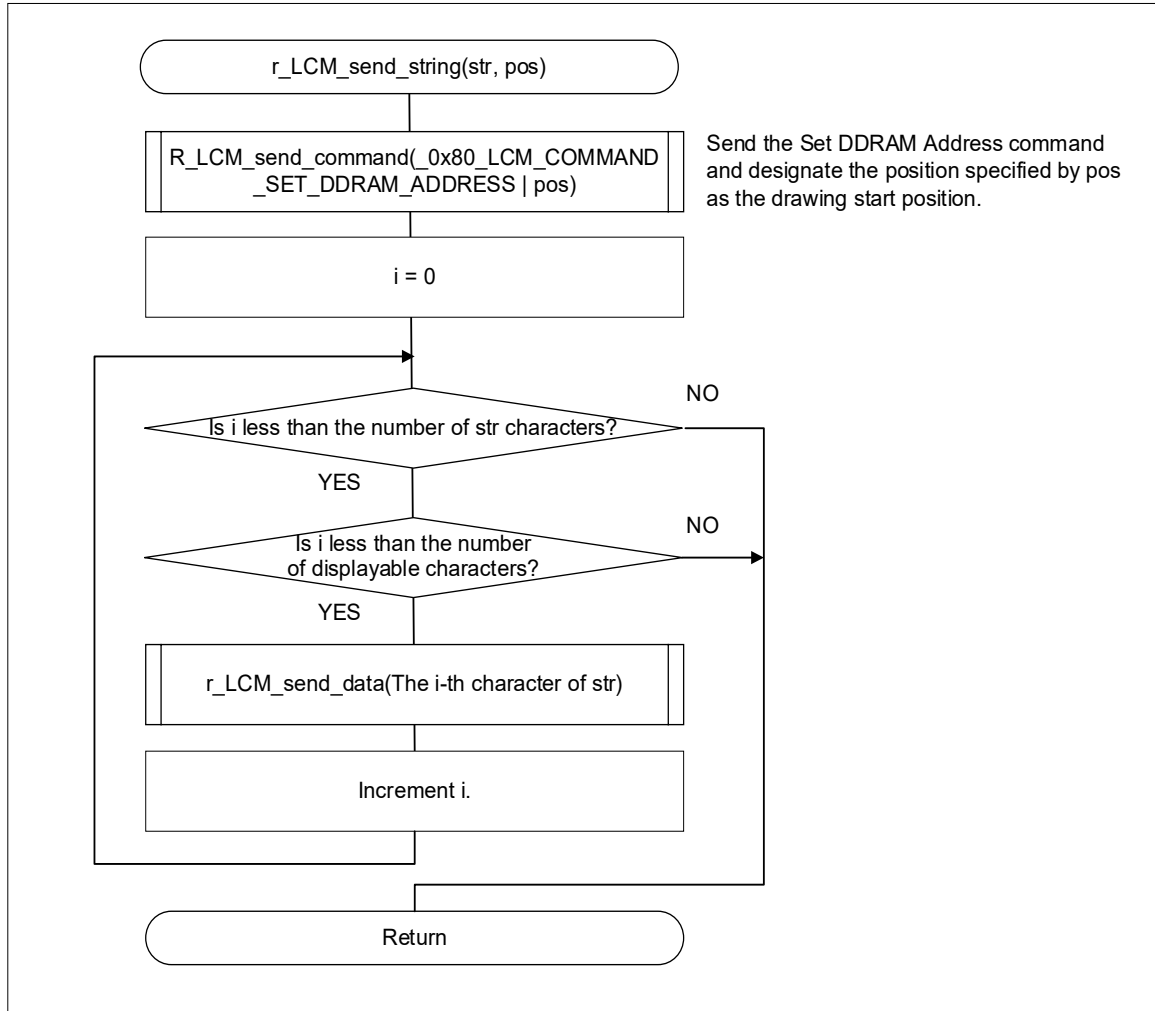 r_LCM_send_string(str, pos)
R_LCM_send_command(_0x80_LCM_COMMAND
_SET_DDRAM_ADDRESS | pos)
Send the Set DDRAM Address command
and designate the position specified by pos
as the drawing start position.
i = 0
Is i less than the number of str characters?
NO
YES
Is i less than the number
of displayable characters?
NO
YES
r_LCM_send_data(The i-th character of str)
Increment i.
Return